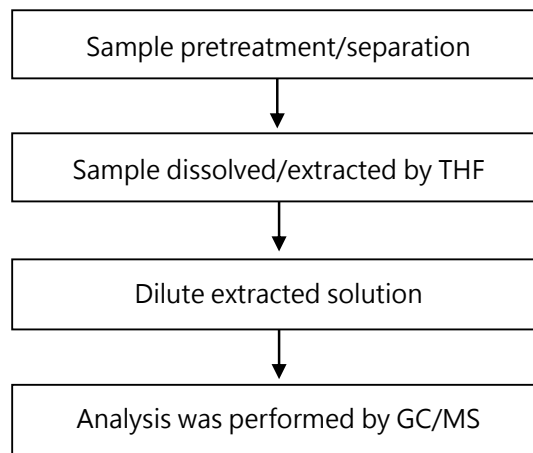 Sample pretreatment/separation
Sample dissolved/extracted by THF
Dilute extracted solution
Analysis was performed by GC/MS